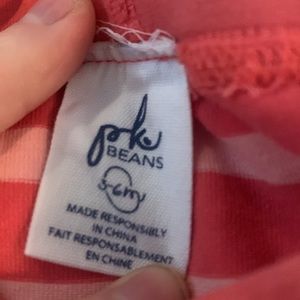 pk
BEANS
3-6m
MADE RESPONSIBLY
IN CHINA
FAIT RESPONSABLEMENT
EN CHINE